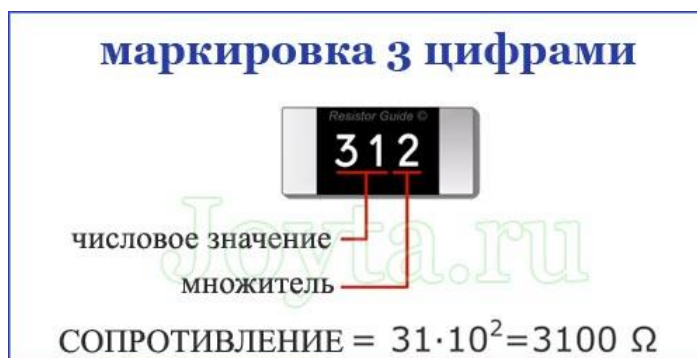 маркировка 3 цифрами
Resistor Guide ©
312
числовое значение
множитель
Joyta.ru
СОПРОТИВЛЕНИЕ = 31·10²=3100 Ω